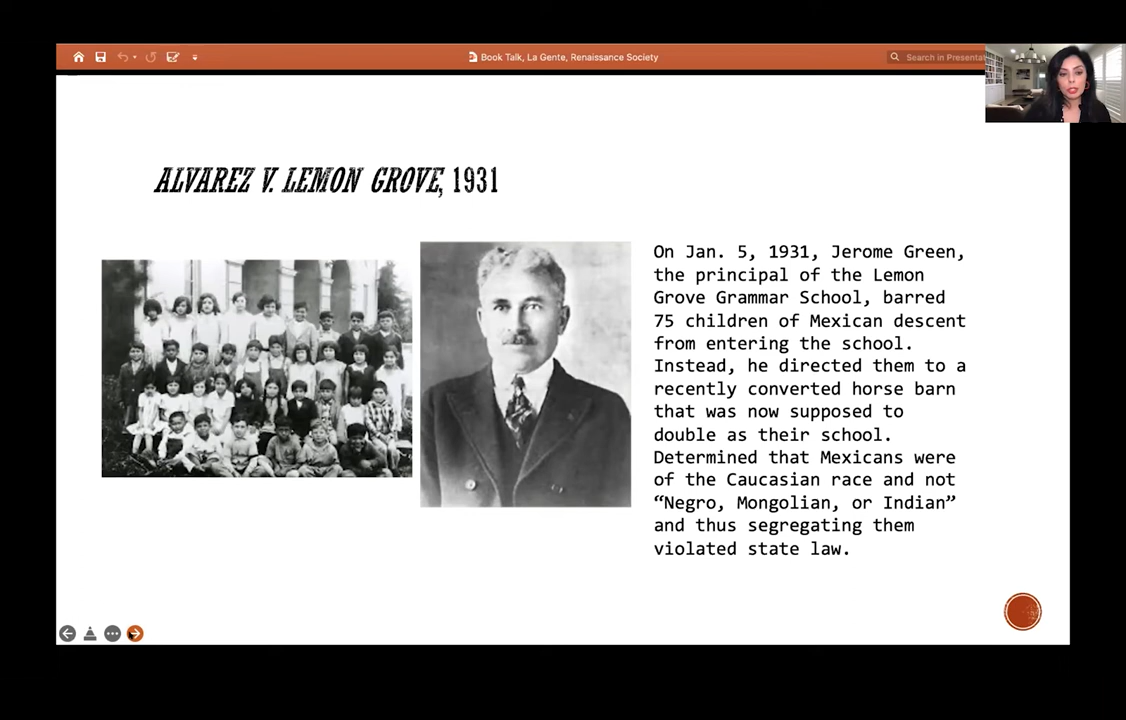 Book Talk, La Gente, Renaissance Society
Search in Presentat
ALVAREZ V. LEMON GROVE, 1931
On Jan. 5, 1931, Jerome Green,
the principal of the Lemon
Grove Grammar School, barred
75 children of Mexican descent
from entering the school.
Instead, he directed them to a
recently converted horse barn
that was now supposed to
double as their school.
Determined that Mexicans were
of the Caucasian race and not
“Negro, Mongolian, or Indian”
and thus segregating them
violated state law.